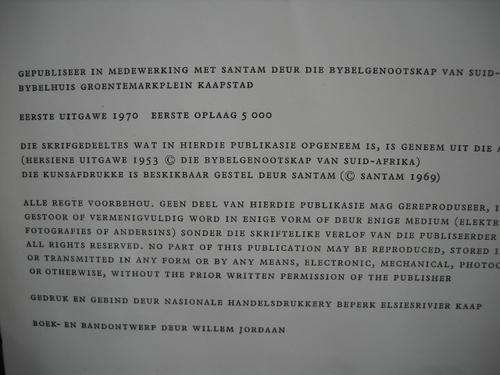 GEPUBLISEER IN MEDEWERKING MET SANTAM DEUR DIE BYBELGENOOTSKAP VAN SUID-
BYBELHUIS GROENTEMARKPLEIN KAAPSTAD
EERSTE UITGAWE 1970 EERSTE OPLAAG 5 000
DIE SKRIFGEDEELTES WAT IN HIERDIE PUBLIKASIE OPGENEEM IS, IS GENEEM UIT DIE
(HERSIENE UITGAWE 1953 © DIE BYBELGENOOTSKAP VAN SUID-AFRIKA)
DIE KUNSAFDRUKKE IS BESKIKBAAR GESTEL DEUR SANTAM (© SANTAM 1969)
ALLE REGTE VOORBEHOU. GEEN DEEL VAN HIERDIE PUBLIKASIE MAG GEREPRODUSEER,
GESTOOR OF VERMENIGVULDIG WORD IN ENIGE VORM OF DEUR ENIGE MEDIUM (ELEKTR
FOTOGRAFIES OF ANDERSINS) SONDER DIE SKRIFTELIKE VERLOF VAN DIE PUBLISEERDER
ALL RIGHTS RESERVED. NO PART OF THIS PUBLICATION MAY BE REPRODUCED, STORED I
OR TRANSMITTED IN ANY FORM OR BY ANY MEANS, ELECTRONIC, MECHANICAL, PHOTOC
OR OTHERWISE, WITHOUT THE PRIOR WRITTEN PERMISSION OF THE PUBLISHER
GEDRUK EN GEBIND DEUR NASIONALE HANDELSDRUKKERY BEPERK ELSIESRIVIER KAAP
BOEK- EN BANDONTWERP DEUR WILLEM JORDAAN